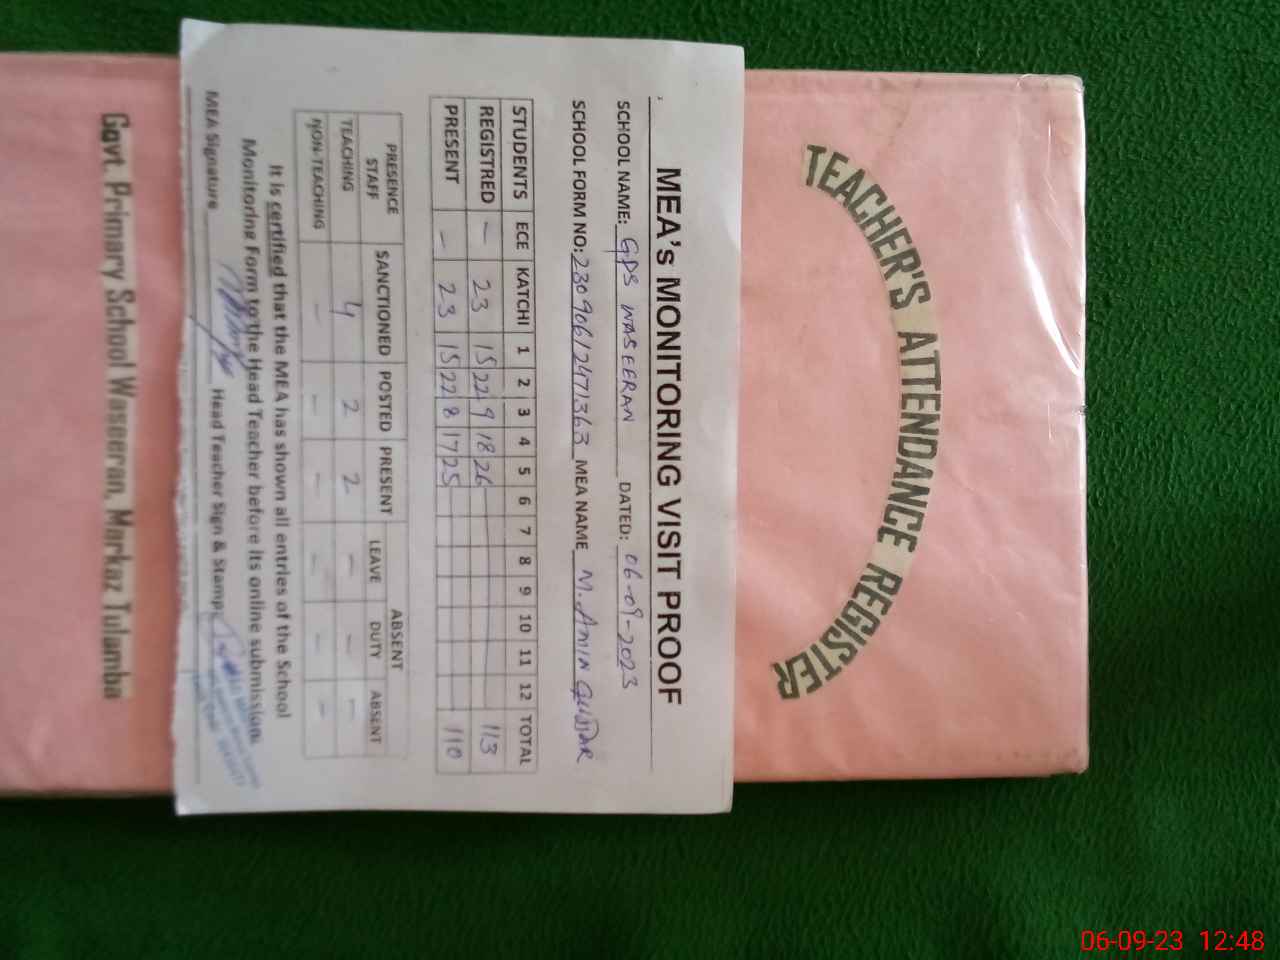 TEACHER'S ATTENDANCE REGISTER
MEA's MONITORING VISIT PROOF
SCHOOL NAME: GPS WASEERAN DATED: 06-09-2023
SCHOOL FORM NO: 230906/247/363 MEA NAME M. AMIN GUJJAR
STUDENTS ECE KATCHI 1 2 3 4 5 6 7 8 9 10 11 12 TOTAL
REGISTRED — 23 15 22 9 18 26 113
PRESENT — 23 15 22 8 17 25 110
PRESENCE STAFF SANCTIONED POSTED PRESENT ABSENT
LEAVE DUTY ABSENT
TEACHING 4 2 2 — — —
NON-TEACHING — — — — — —
It is certified that the MEA has shown all entries of the School
Monitoring Form to the Head Teacher before its online submission.
MEA Signature Head Teacher Sign & Stamp
Govt. Primary School Waseeran, Markaz Tulamba
06-09-23 12:48